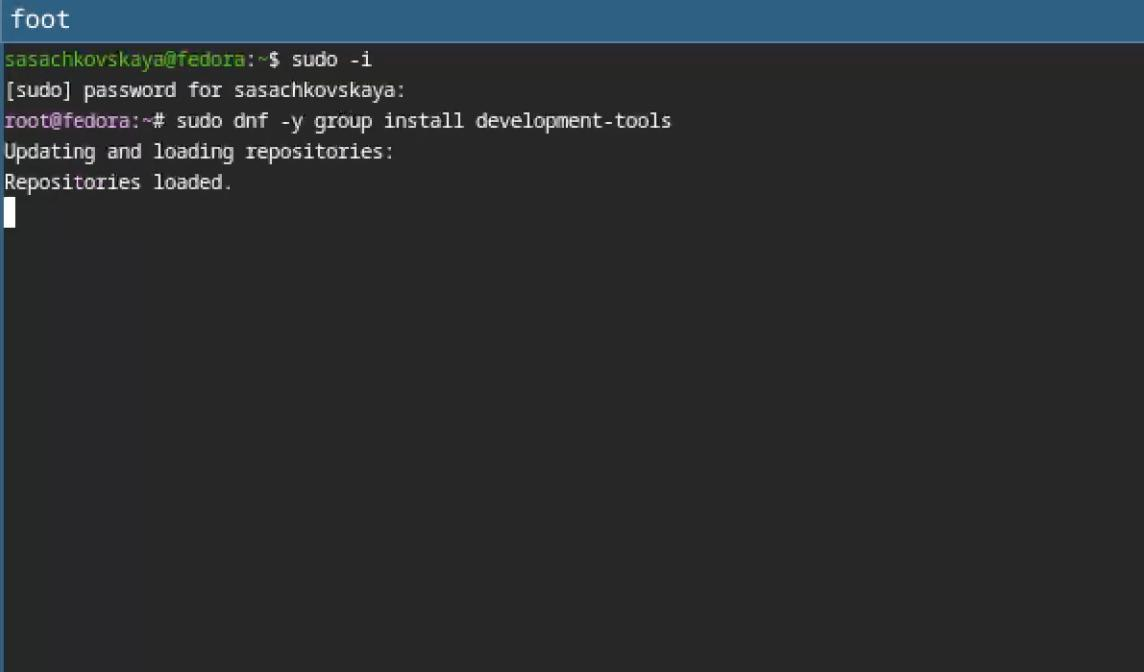 foot
sasachkovskaya@fedora:~$ sudo -i
[sudo] password for sasachkovskaya:
root@fedora:~# sudo dnf -y group install development-tools
Updating and loading repositories:
Repositories loaded.